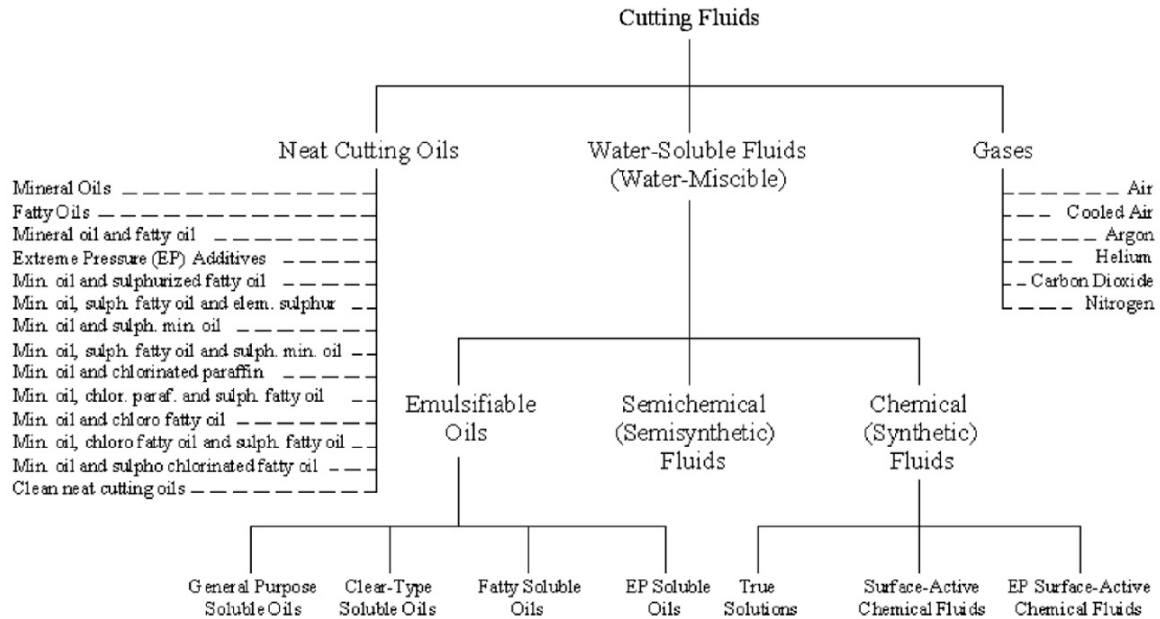 Cutting Fluids
Neat Cutting Oils
Water-Soluble Fluids
(Water-Miscible)
Gases
Mineral Oils
Fatty Oils
Mineral oil and fatty oil
Extreme Pressure (EP) Additives
Min. oil and sulphurized fatty oil
Min. oil, sulph. fatty oil and elem. sulphur
Min. oil and sulph. min. oil
Min. oil, sulph. fatty oil and sulph. min. oil
Min. oil and chlorinated paraffin
Min. oil, chlor. paraf. and sulph. fatty oil
Min. oil and chloro fatty oil
Min. oil, chloro fatty oil and sulph. fatty oil
Min. oil and sulpho chlorinated fatty oil
Clean neat cutting oils
Air
Cooled Air
Argon
Helium
Carbon Dioxide
Nitrogen
Emulsifiable
Oils
Semichemical
(Semisynthetic)
Fluids
Chemical
(Synthetic)
Fluids
General Purpose
Soluble Oils
Clear-Type
Soluble Oils
Fatty Soluble
Oils
EP Soluble
Oils
True
Solutions
Surface-Active
Chemical Fluids
EP Surface-Active
Chemical Fluids